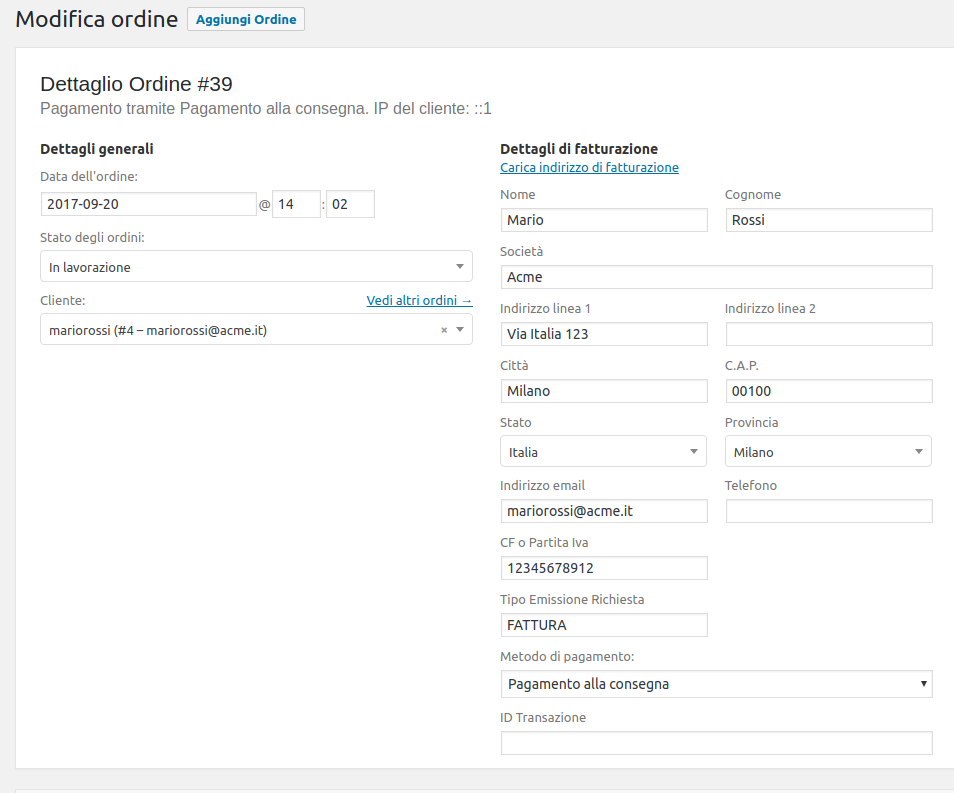 Modifica ordine Aggiungi Ordine
Dettaglio Ordine #39
Pagamento tramite Pagamento alla consegna. IP del cliente: ::1
Dettagli generali
Data dell'ordine:
2017-09-20 @ 14 : 02
Stato degli ordini:
In lavorazione
Cliente: Vedi altri ordini →
mariorossi (#4 – mariorossi@acme.it) ×
Dettagli di fatturazione
Carica indirizzo di fatturazione
Nome Cognome
Mario Rossi
Società
Acme
Indirizzo linea 1 Indirizzo linea 2
Via Italia 123
Città C.A.P.
Milano 00100
Stato Provincia
Italia Milano
Indirizzo email Telefono
mariorossi@acme.it
CF o Partita Iva
12345678912
Tipo Emissione Richiesta
FATTURA
Metodo di pagamento:
Pagamento alla consegna
ID Transazione